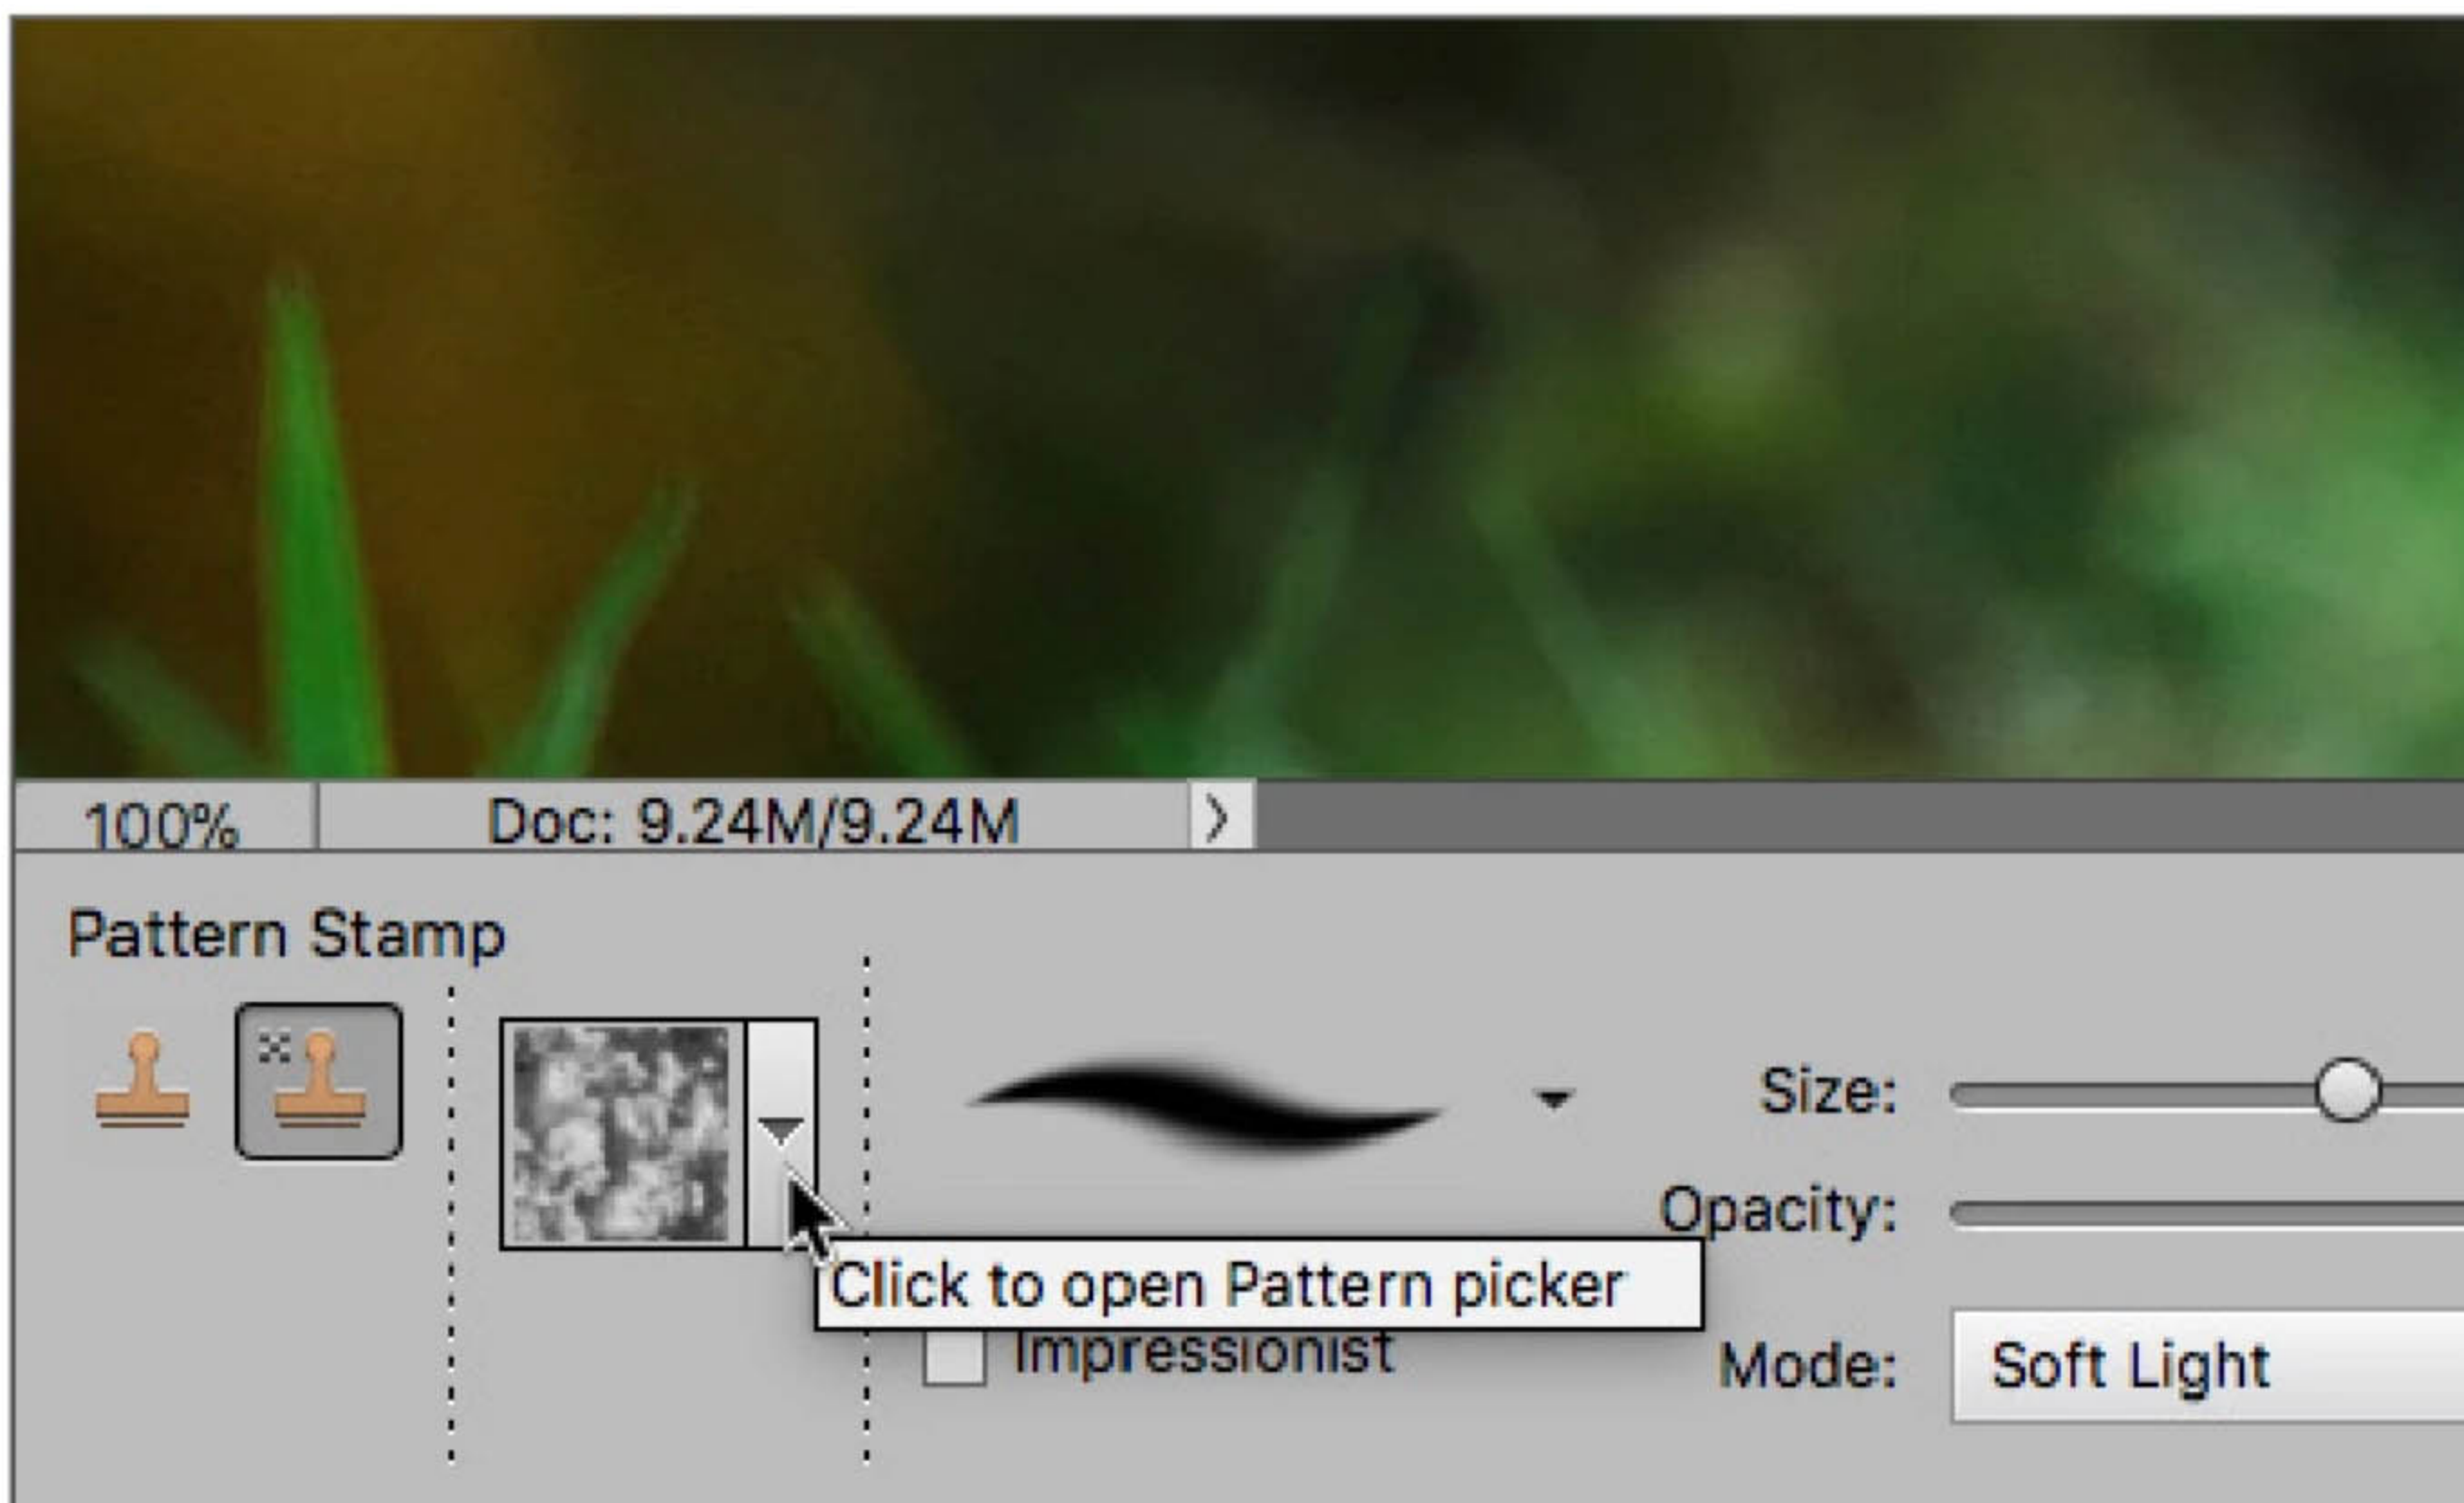 100%
Doc: 9.24M/9.24M
Pattern Stamp
Size:
Opacity:
Click to open Pattern picker
Impressionist
Mode:
Soft Light